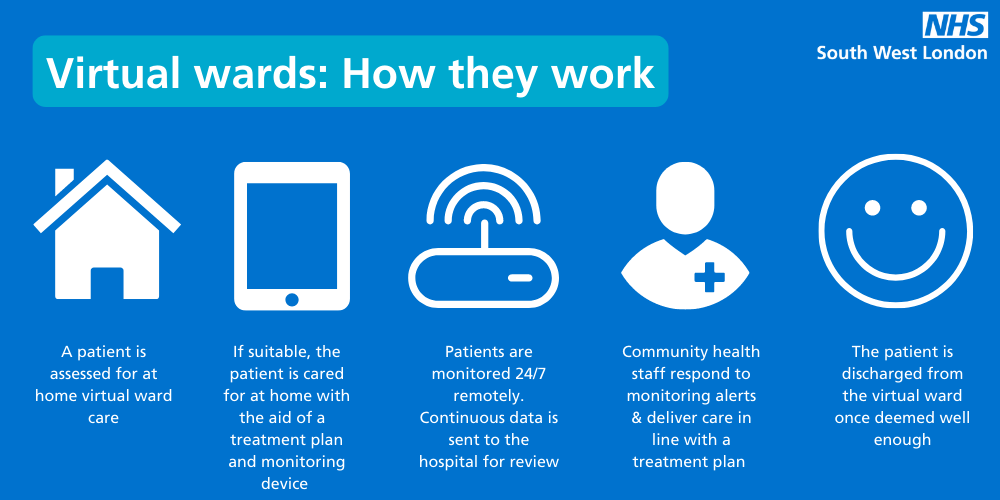 NHS
South West London
Virtual wards: How they work
A patient is
assessed for at
home virtual ward
care
If suitable, the
patient is cared
for at home with
the aid of a
treatment plan
and monitoring
device
Patients are
monitored 24/7
remotely.
Continuous data is
sent to the
hospital for review
Community health
staff respond to
monitoring alerts
& deliver care in
line with a
treatment plan
The patient is
discharged from
the virtual ward
once deemed well
enough